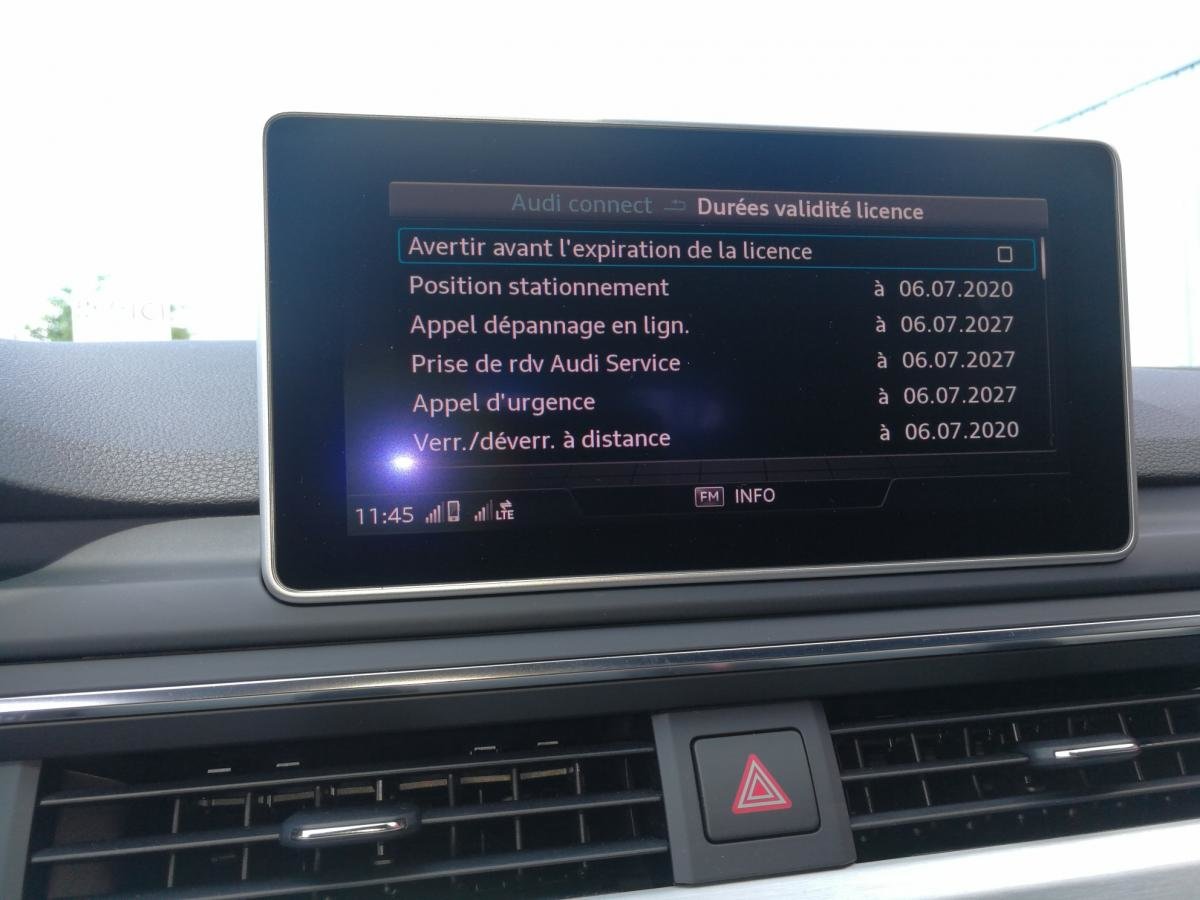 Audi connect Durées validité licence
Avertir avant l'expiration de la licence
Position stationnement à 06.07.2020
Appel dépannage en lign. à 06.07.2027
Prise de rdv Audi Service à 06.07.2027
Appel d'urgence à 06.07.2027
Verr./déverr. à distance à 06.07.2020
FM INFO
11:45 LTE